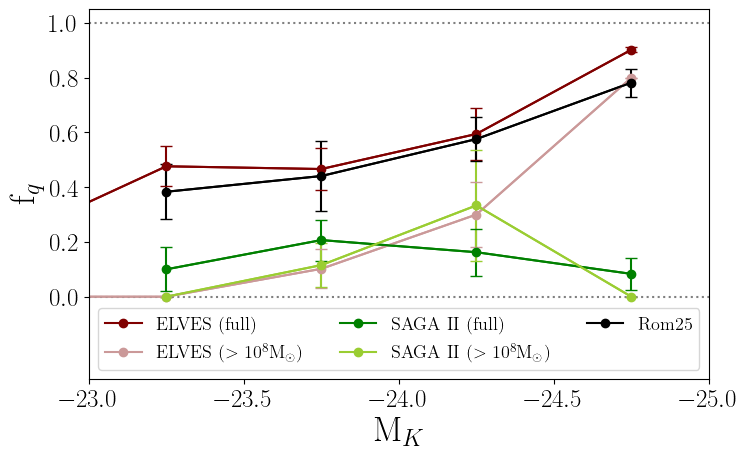 1.0
0.8
0.6
0.4
0.2
0.0
f_q
ELVES (full)
ELVES (> 10^8M_☉)
SAGA II (full)
SAGA II (> 10^8M_☉)
Rom25
−23.0 −23.5 −24.0 −24.5 −25.0
M_K